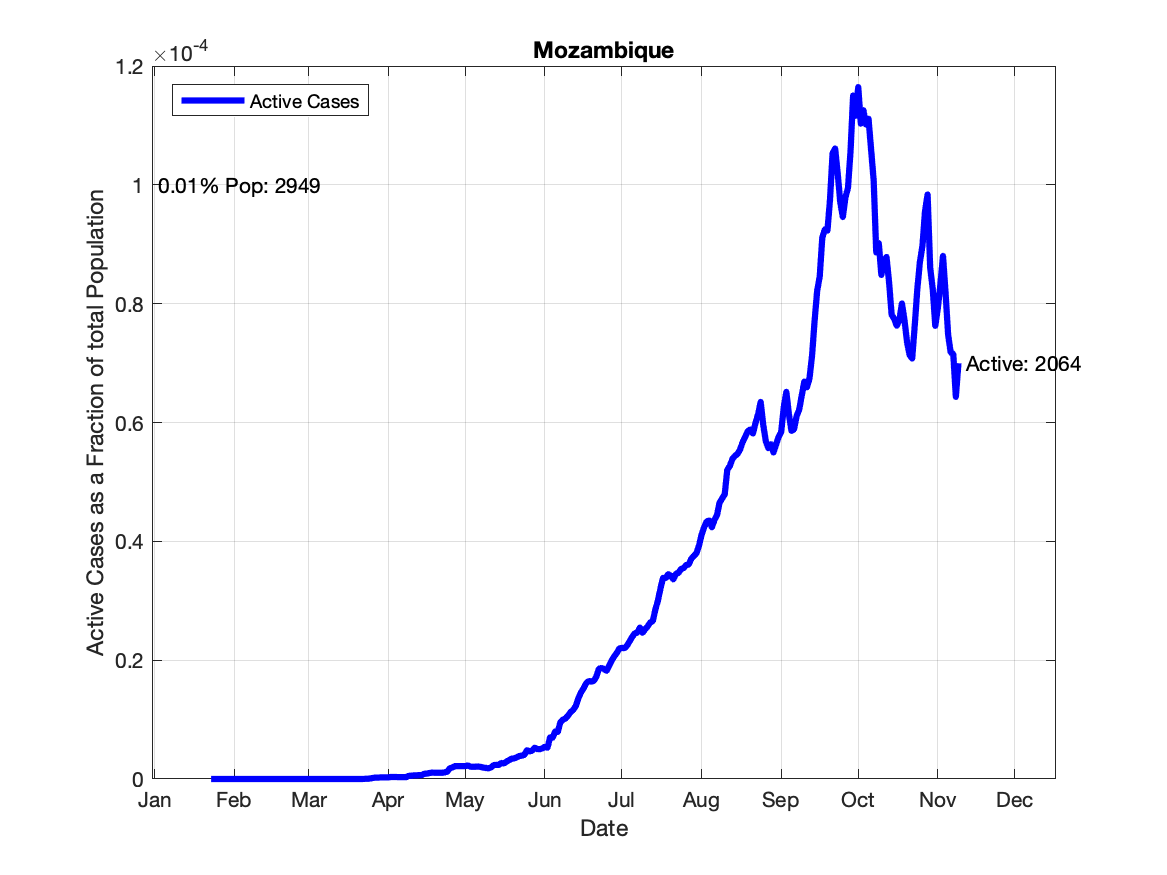 Mozambique
×10-4
1.2
1
0.8
0.6
0.4
0.2
0
Active Cases
0.01% Pop: 2949
Active: 2064
Active Cases as a Fraction of total Population
Jan Feb Mar Apr May Jun Jul Aug Sep Oct Nov Dec
Date